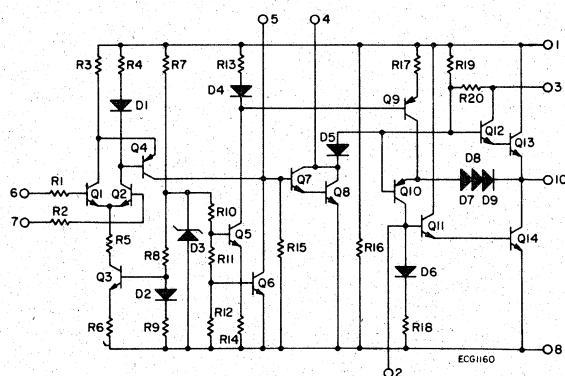 5 4
1
R3 R4 R7 R13 R17 R19
3
D4 Q9 R20
D1 Q12 Q13
Q4 D5
Q7 Q8 Q10 D8
6 R1 Q1 Q2 10
7 R2 D7 D9
R10 Q11 Q14
R5 D3 Q5 R15 R16
R8 R11 D6
Q3 D2 Q6
R6 R9 R12 R14 R18
8
ECG1160
2